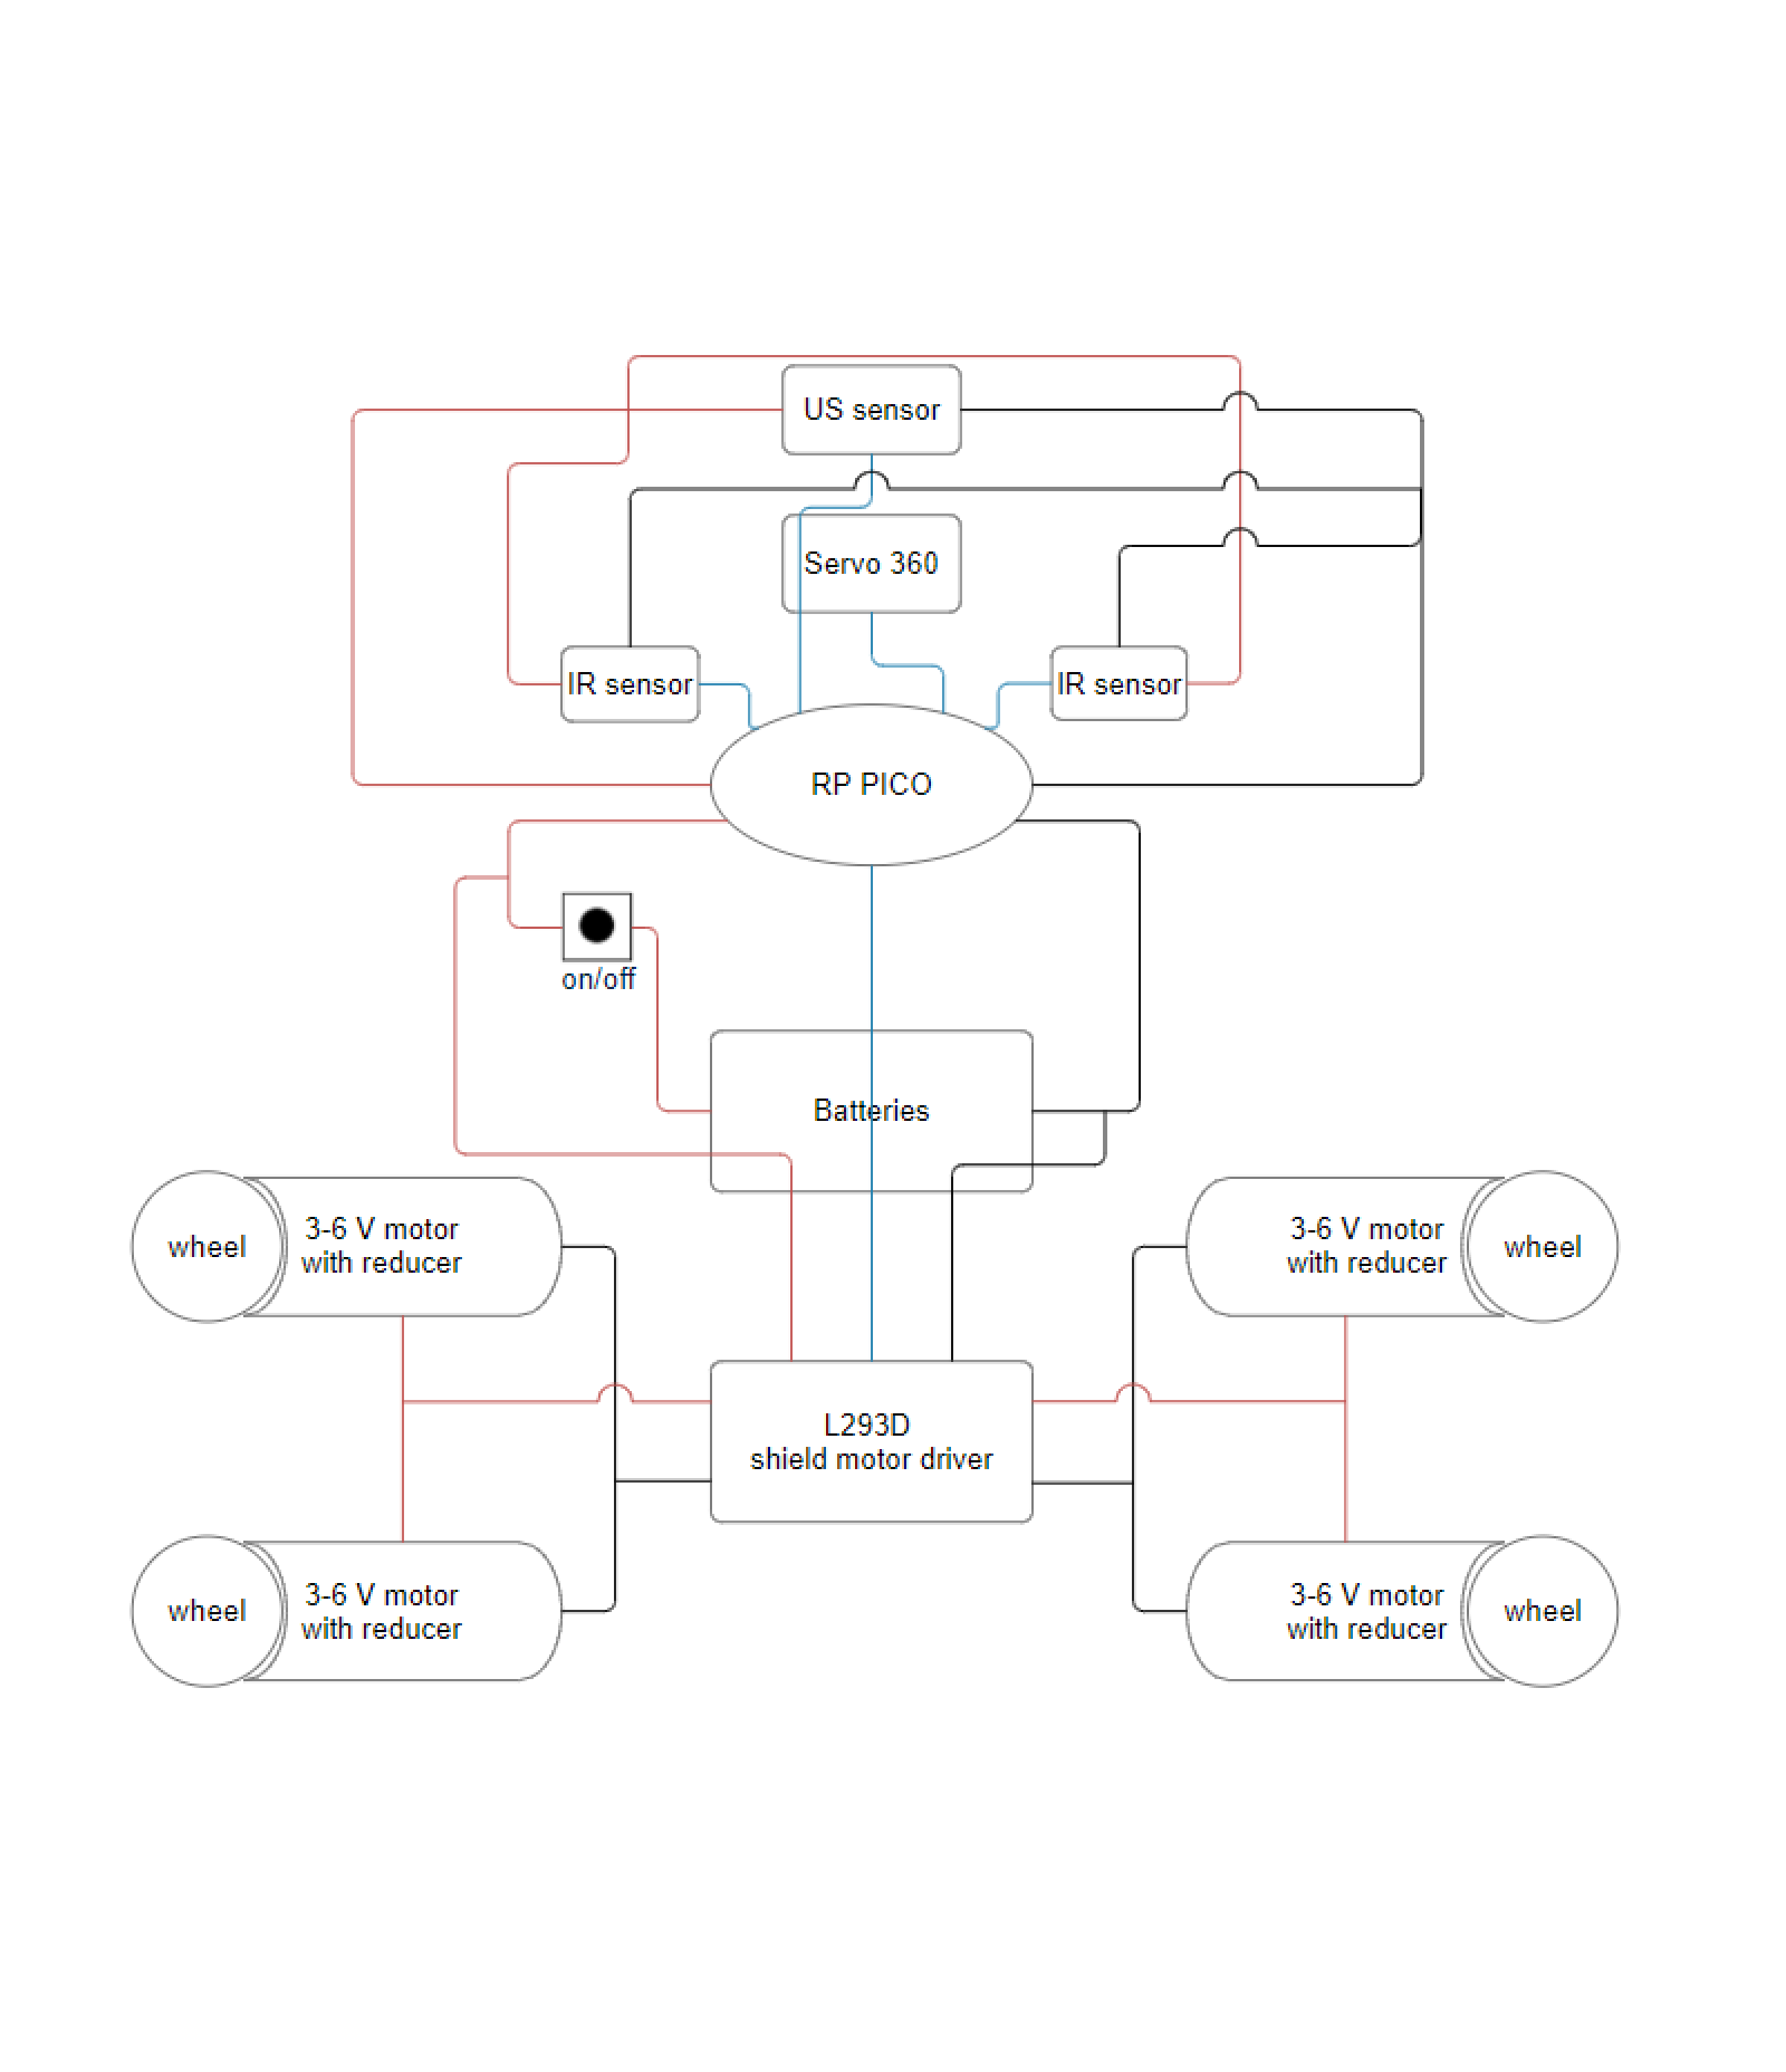 US sensor
Servo 360
IR sensor
IR sensor
RP PICO
on/off
Batteries
wheel
3-6 V motor
with reducer
3-6 V motor
with reducer
wheel
L293D
shield motor driver
wheel
3-6 V motor
with reducer
3-6 V motor
with reducer
wheel